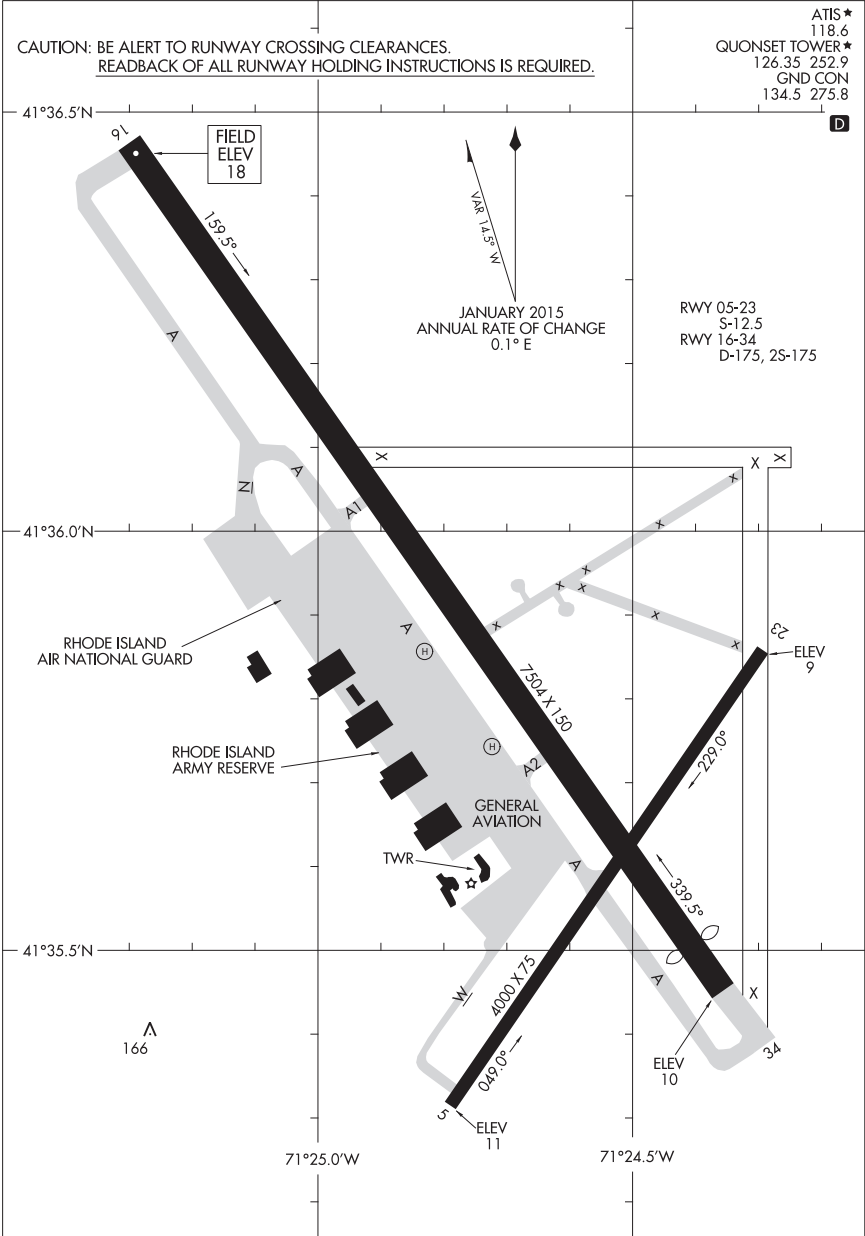 ATIS★
118.6
QUONSET TOWER★
126.35 252.9
GND CON
134.5 275.8
D
CAUTION: BE ALERT TO RUNWAY CROSSING CLEARANCES.
READBACK OF ALL RUNWAY HOLDING INSTRUCTIONS IS REQUIRED.
41°36.5'N
16
FIELD
ELEV
18
159.5°
VAR 14.5° W
JANUARY 2015
ANNUAL RATE OF CHANGE
0.1° E
RWY 05-23
S-12.5
RWY 16-34
D-175, 2S-175
A
X
X
X
A
N
A1
X
X
41°36.0'N
X
X
X
X
X
X
A
H
23
RHODE ISLAND
AIR NATIONAL GUARD
ELEV
9
7504 X 150
RHODE ISLAND
ARMY RESERVE
H
A2
229.0°
GENERAL
AVIATION
TWR
A
339.5°
41°35.5'N
4000 X 75
A
W
X
166
049.0°
34
ELEV
10
5
ELEV
11
71°25.0'W
71°24.5'W